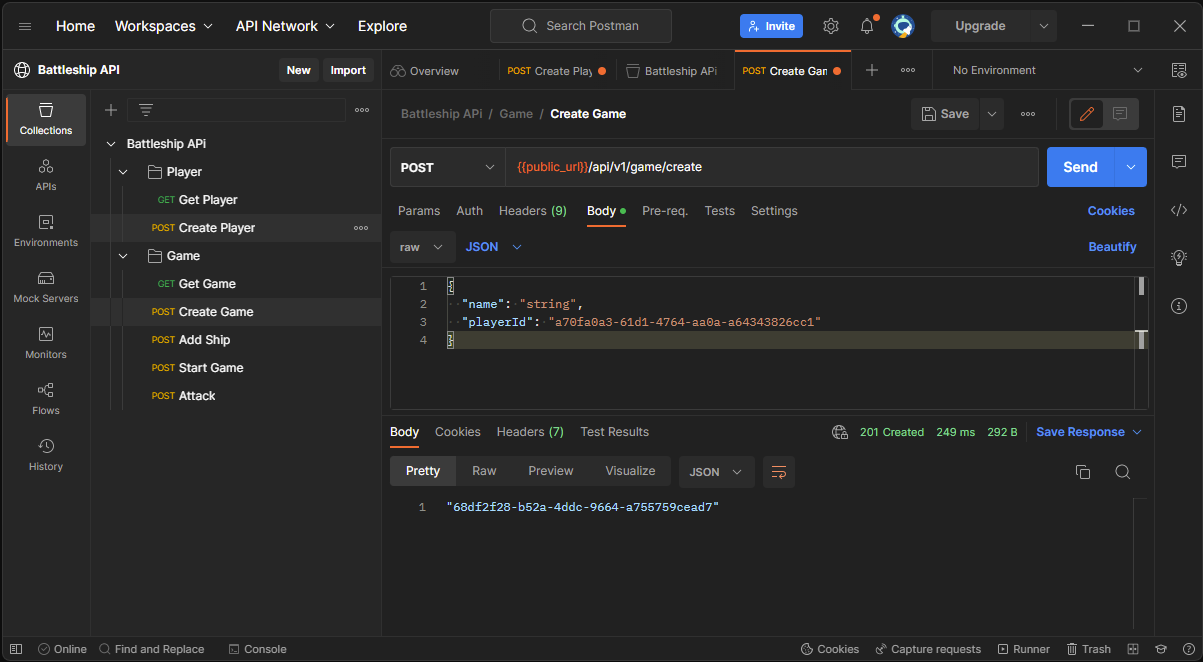 Home Workspaces API Network Explore Search Postman Invite Upgrade
Battleship API New Import
Overview POST Create Play Battleship APi POST Create Gam No Environment
Collections
APIs
Environments
Mock Servers
Monitors
Flows
History
Battleship APi
Player
GET Get Player
POST Create Player
Game
GET Get Game
POST Create Game
POST Add Ship
POST Start Game
POST Attack
Battleship APi / Game / Create Game Save
POST {{public_url}}/api/v1/game/create Send
Params Auth Headers (9) Body Pre-req. Tests Settings Cookies
raw JSON Beautify
1 {
2 "name": "string",
3 "playerId": "a70fa0a3-61d1-4764-aa0a-a64343826cc1"
4 }
Body Cookies Headers (7) Test Results 201 Created 249 ms 292 B Save Response
Pretty Raw Preview Visualize JSON
1 "68df2f28-b52a-4ddc-9664-a755759cead7"
Online Find and Replace Console Cookies Capture requests Runner Trash